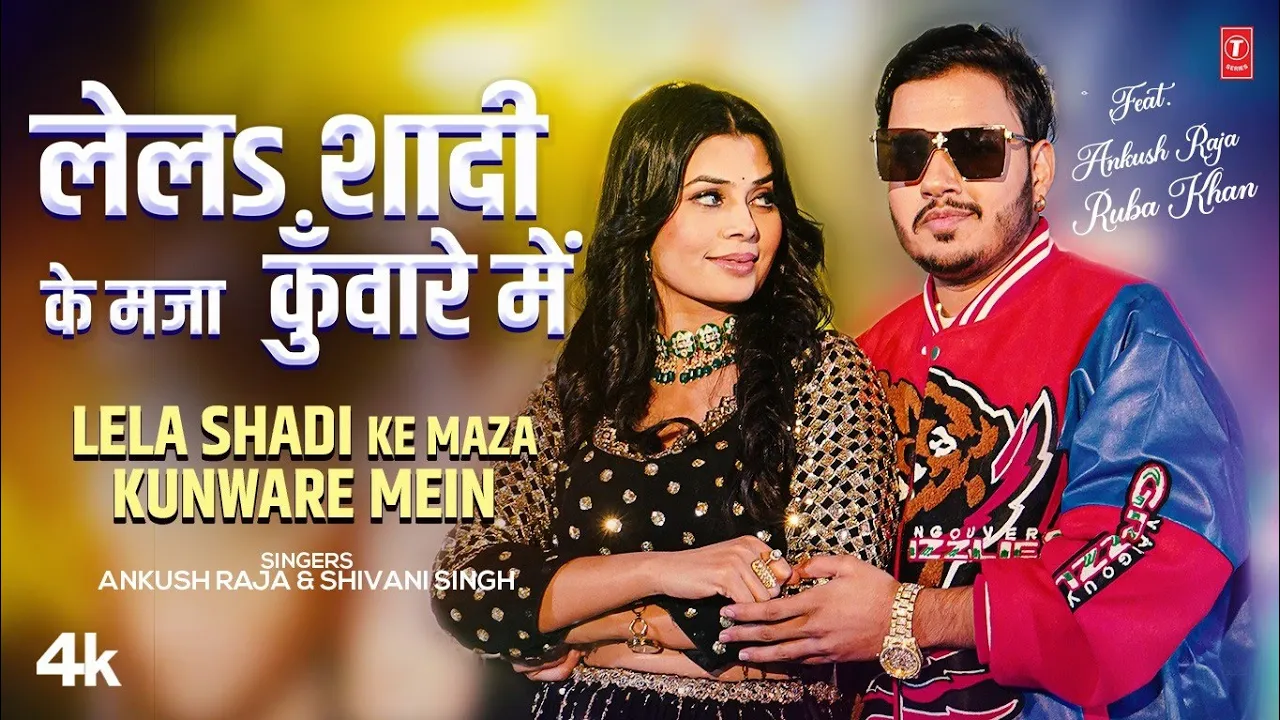 लेलऽ शादी
के मजा कुँवारे में
LELA SHADI KE MAZA
KUNWARE MEIN
SINGERS
ANKUSH RAJA & SHIVANI SINGH
4k
T
SERIES
Feat.
Ankush Raja
Ruba Khan